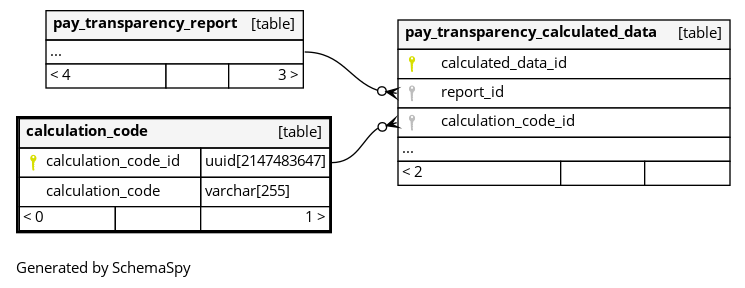 pay_transparency_report [table]
...
< 4 3 >
calculation_code [table]
calculation_code_id uuid[2147483647]
calculation_code varchar[255]
< 0 1 >
pay_transparency_calculated_data [table]
calculated_data_id
report_id
calculation_code_id
...
< 2
Generated by SchemaSpy